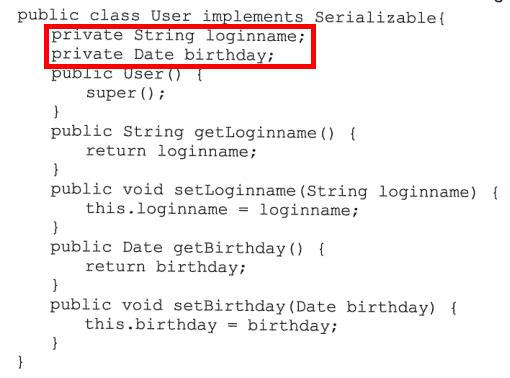 public class User implements Serializable{
private String loginname;
private Date birthday;
public User() {
super();
}
public String getLoginname() {
return loginname;
}
public void setLoginname(String loginname) {
this.loginname = loginname;
}
public Date getBirthday() {
return birthday;
}
public void setBirthday(Date birthday) {
this.birthday = birthday;
}
}